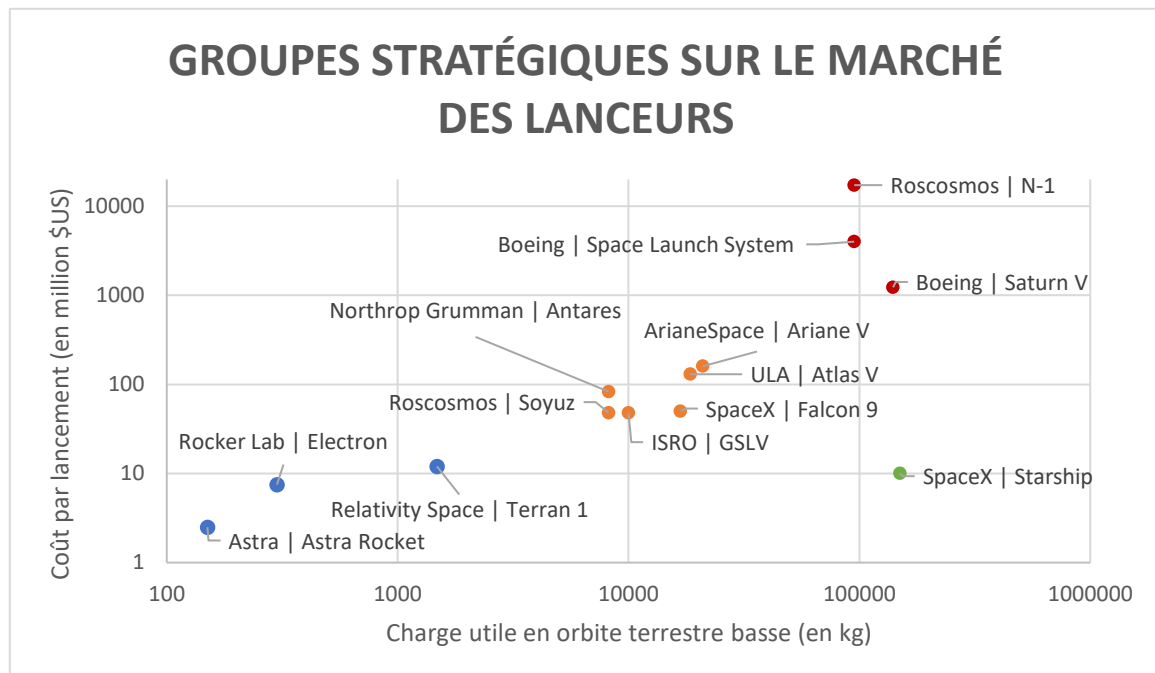 GROUPES STRATÉGIQUES SUR LE MARCHÉ
DES LANCEURS
Coût par lancement (en million $US)
10000
1000
100
10
1
Roscosmos | N-1
Boeing | Space Launch System
Boeing | Saturn V
Northrop Grumman | Antares
ArianeSpace | Ariane V
ULA | Atlas V
Roscosmos | Soyuz
SpaceX | Falcon 9
Rocker Lab | Electron
ISRO | GSLV
SpaceX | Starship
Relativity Space | Terran 1
Astra | Astra Rocket
100
1000
10000
100000
1000000
Charge utile en orbite terrestre basse (en kg)